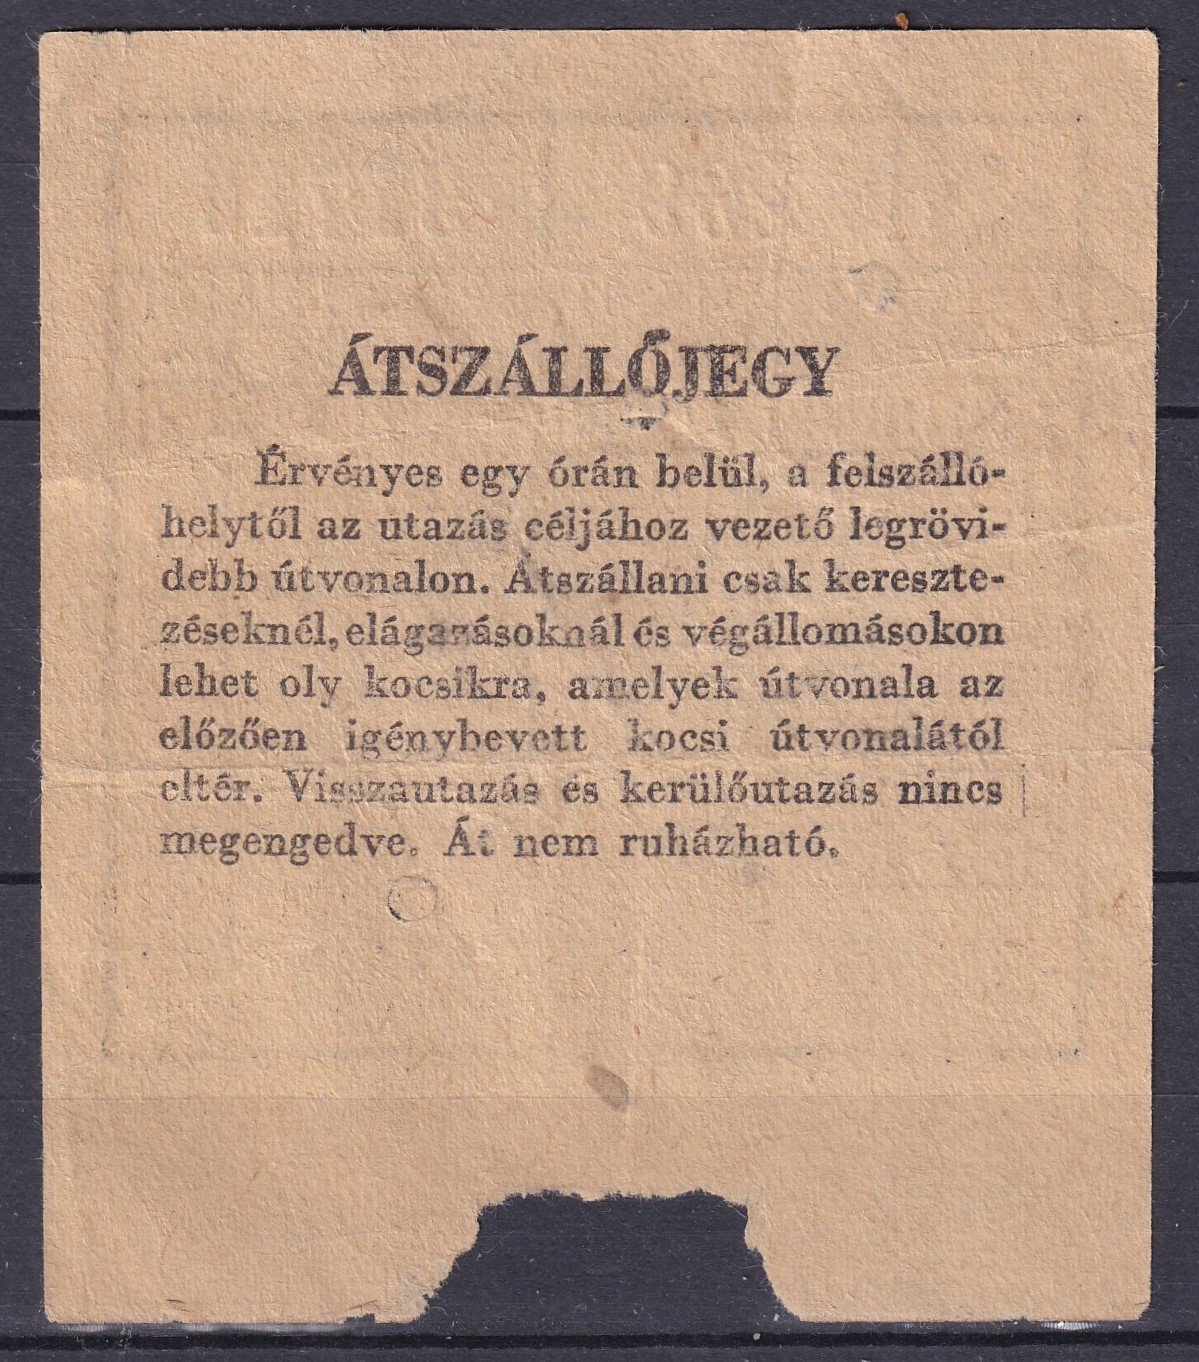 ÁTSZÁLLÓJEGY
Érvényes egy órán belül, a felszálló-
helytől az utazás céljához vezető legrövi-
debb útvonalon. Átszállani csak kereszte-
zéseknél, elágazásoknál és végállomásokon
lehet oly kocsikra, amelyek útvonala az
előzően igénybevett kocsi útvonalától
eltér. Visszautazás és kerülőutazás nincs
megengedve. Át nem ruházható.